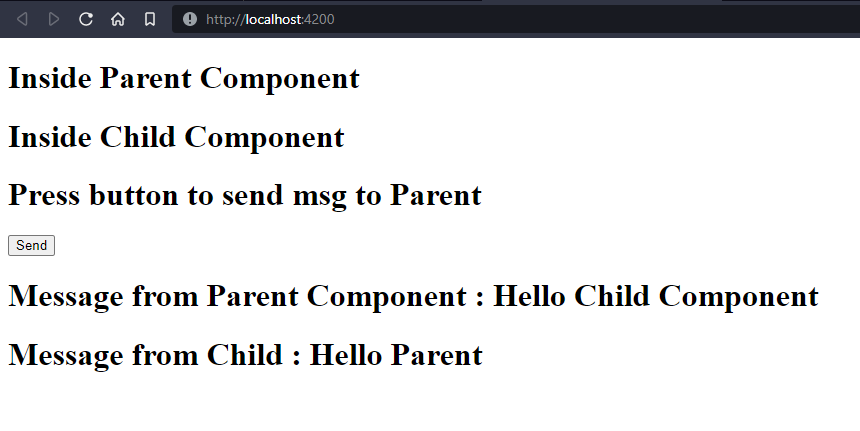 http://localhost:4200
Inside Parent Component
Inside Child Component
Press button to send msg to Parent
Send
Message from Parent Component : Hello Child Component
Message from Child : Hello Parent